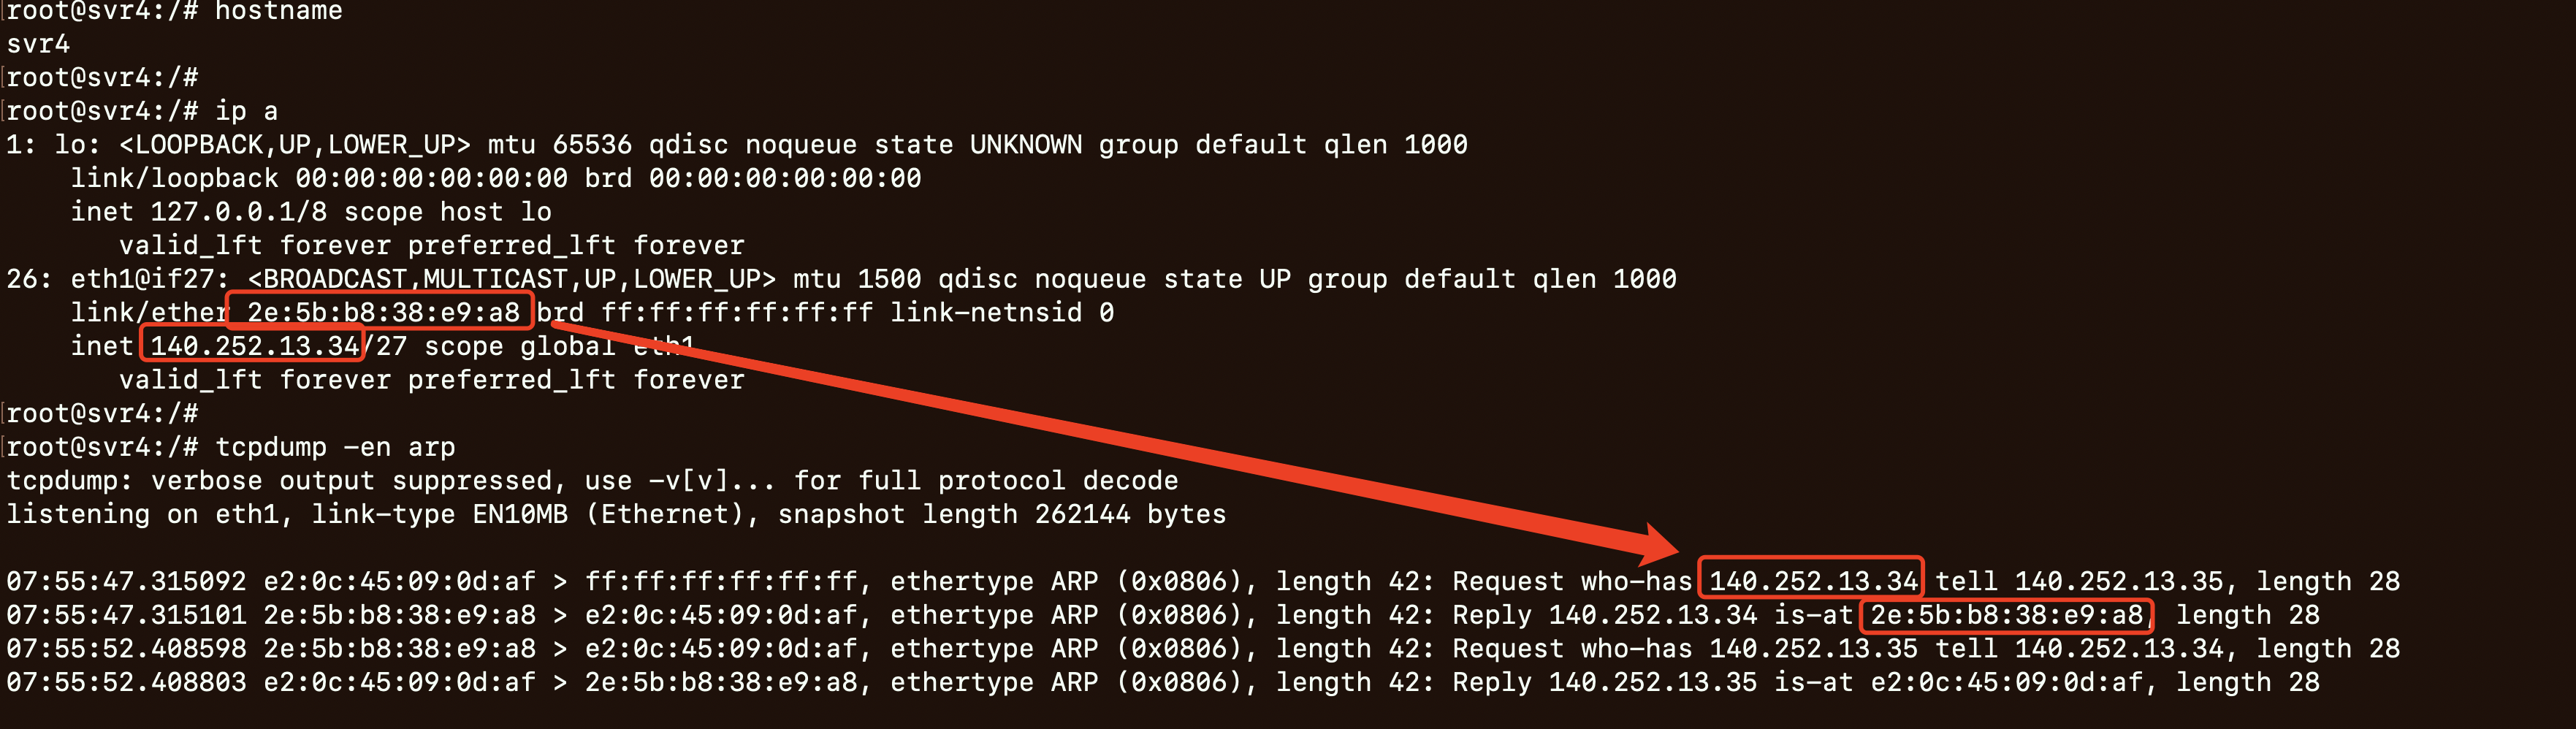 [root@svr4:/# hostname
svr4
[root@svr4:/#
[root@svr4:/# ip a
1: lo: <LOOPBACK,UP,LOWER_UP> mtu 65536 qdisc noqueue state UNKNOWN group default qlen 1000
    link/loopback 00:00:00:00:00:00 brd 00:00:00:00:00:00
    inet 127.0.0.1/8 scope host lo
       valid_lft forever preferred_lft forever
26: eth1@if27: <BROADCAST,MULTICAST,UP,LOWER_UP> mtu 1500 qdisc noqueue state UP group default qlen 1000
    link/ether 2e:5b:b8:38:e9:a8 brd ff:ff:ff:ff:ff:ff link-netnsid 0
    inet 140.252.13.34/27 scope global eth1
       valid_lft forever preferred_lft forever
[root@svr4:/#
[root@svr4:/# tcpdump -en arp
tcpdump: verbose output suppressed, use -v[v]... for full protocol decode
listening on eth1, link-type EN10MB (Ethernet), snapshot length 262144 bytes
07:55:47.315092 e2:0c:45:09:0d:af > ff:ff:ff:ff:ff:ff, ethertype ARP (0x0806), length 42: Request who-has 140.252.13.34 tell 140.252.13.35, length 28
07:55:47.315101 2e:5b:b8:38:e9:a8 > e2:0c:45:09:0d:af, ethertype ARP (0x0806), length 42: Reply 140.252.13.34 is-at 2e:5b:b8:38:e9:a8, length 28
07:55:52.408598 2e:5b:b8:38:e9:a8 > e2:0c:45:09:0d:af, ethertype ARP (0x0806), length 42: Request who-has 140.252.13.35 tell 140.252.13.34, length 28
07:55:52.408803 e2:0c:45:09:0d:af > 2e:5b:b8:38:e9:a8, ethertype ARP (0x0806), length 42: Reply 140.252.13.35 is-at e2:0c:45:09:0d:af, length 28